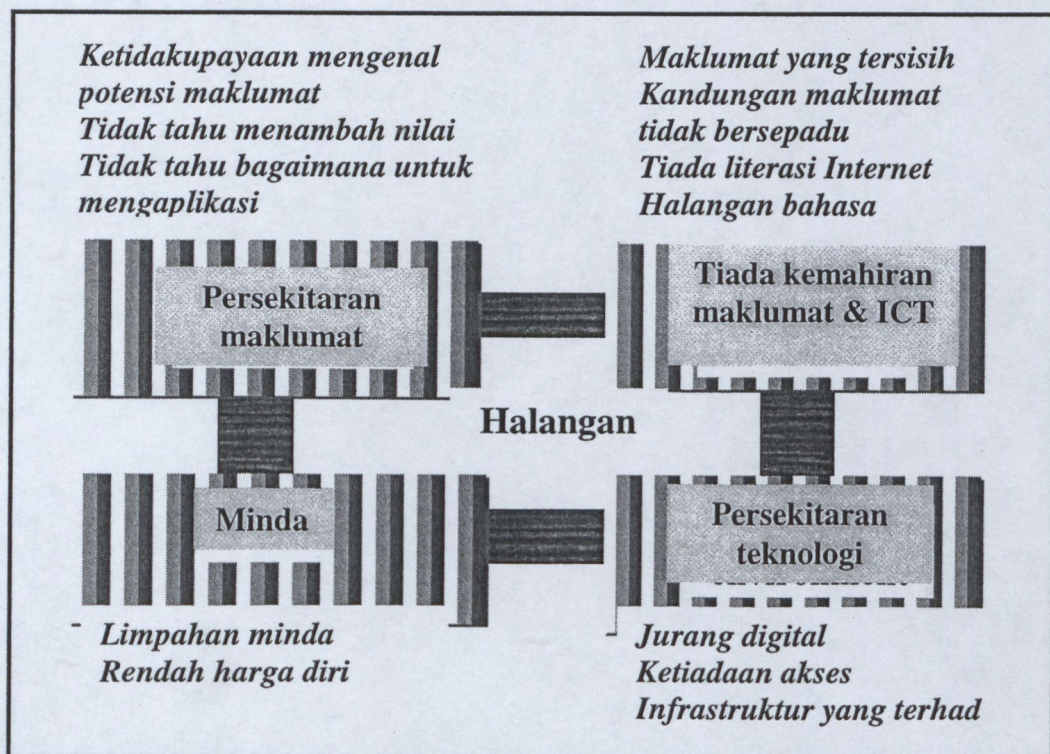 Ketidakupayaan mengenal
potensi maklumat
Tidak tahu menambah nilai
Tidak tahu bagaimana untuk
mengaplikasi
Maklumat yang tersisih
Kandungan maklumat
tidak bersepadu
Tiada literasi Internet
Halangan bahasa
Persekitaran
maklumat
Tiada kemahiran
maklumat & ICT
Halangan
Minda
Persekitaran
teknologi
Limpahan minda
Rendah harga diri
Jurang digital
Ketiadaan akses
Infrastruktur yang terhad